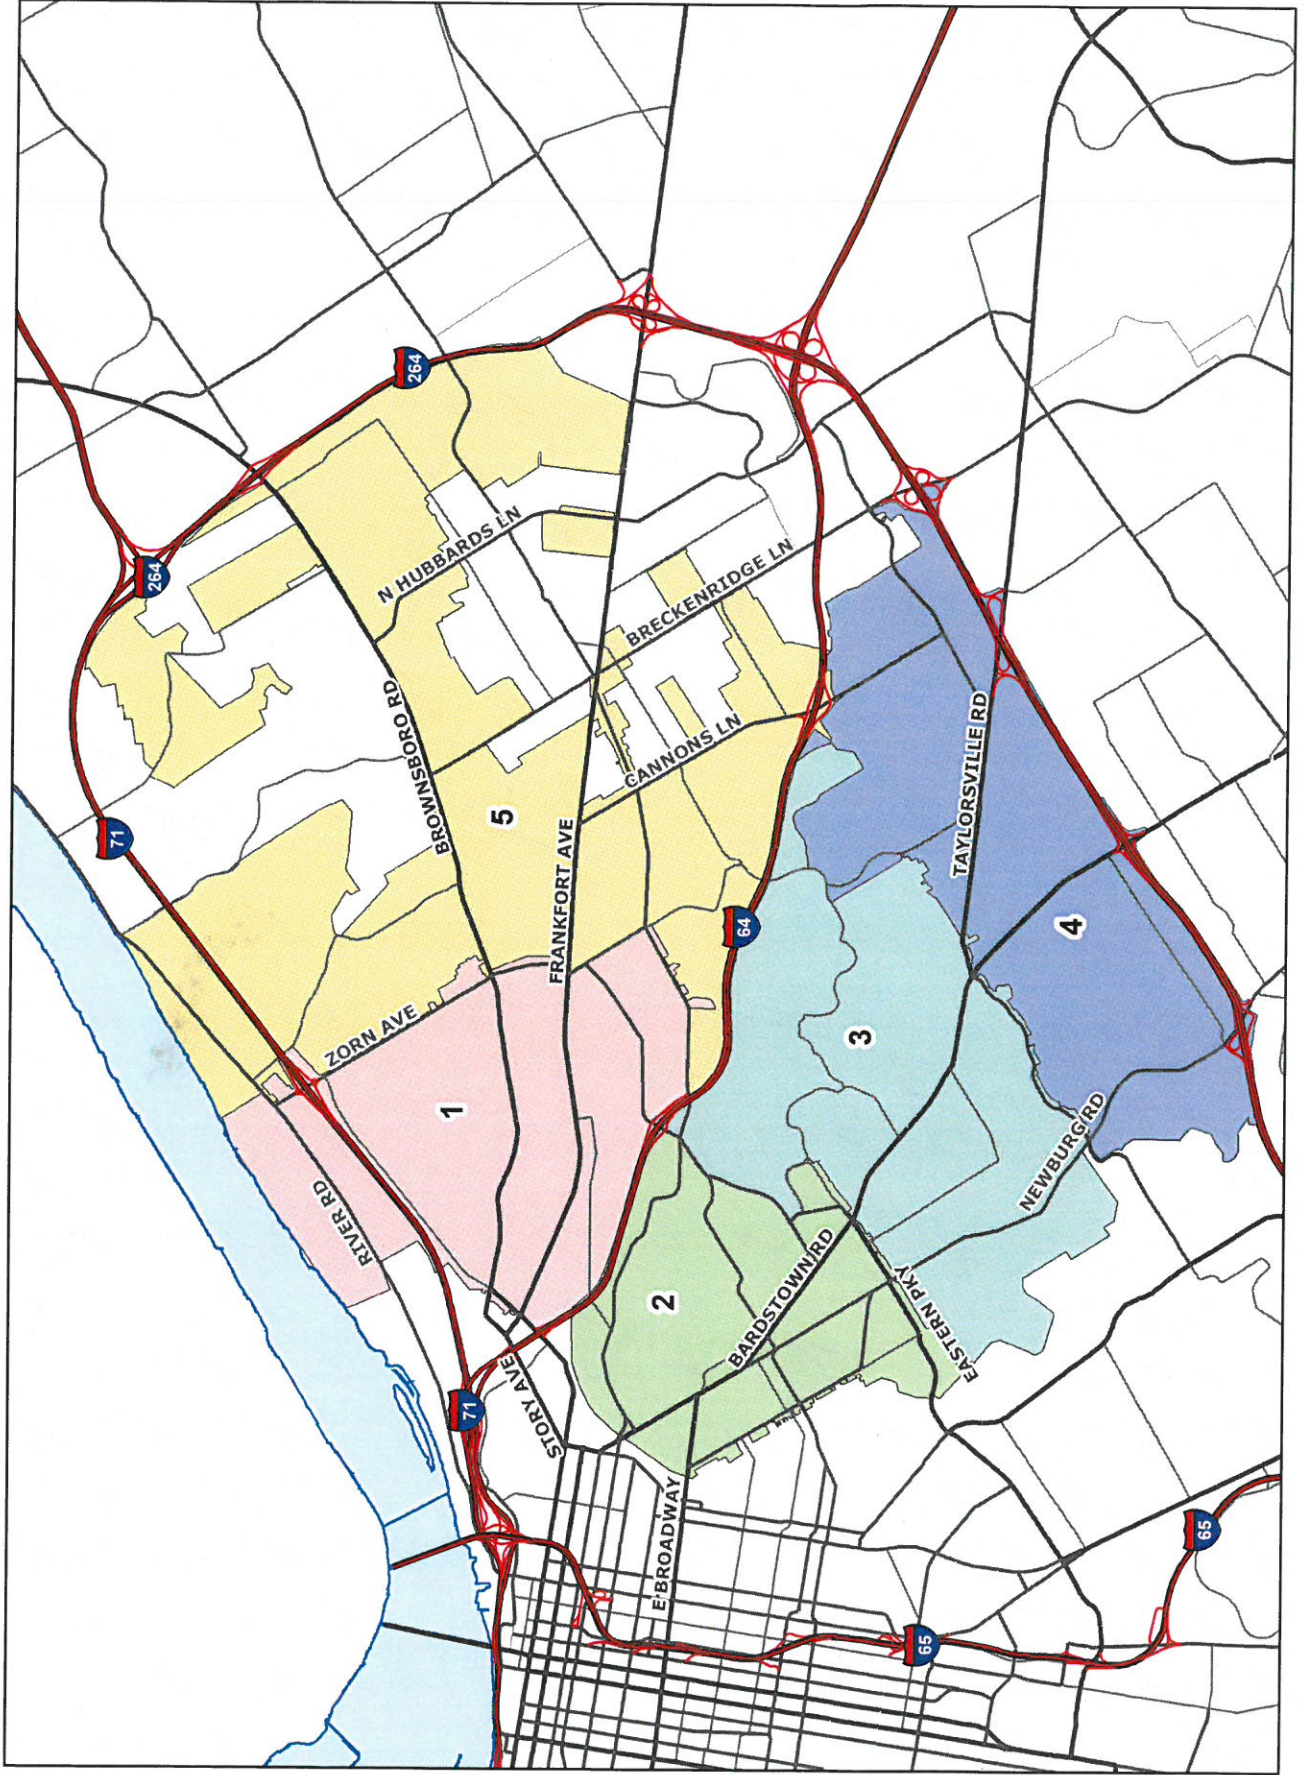 264
264
N HUBBARDS LN
BRECKENRIDGE LN
BROWNSBORO RD
CANNONS LN
TAYLORSVILLE RD
71
5
FRANKFORT AVE
64
4
ZORN AVE
3
1
NEWBURG RD
RIVER RD
2
BARDSTOWN RD
EASTERN PKY
71
STORY AVE
E BROADWAY
65
65